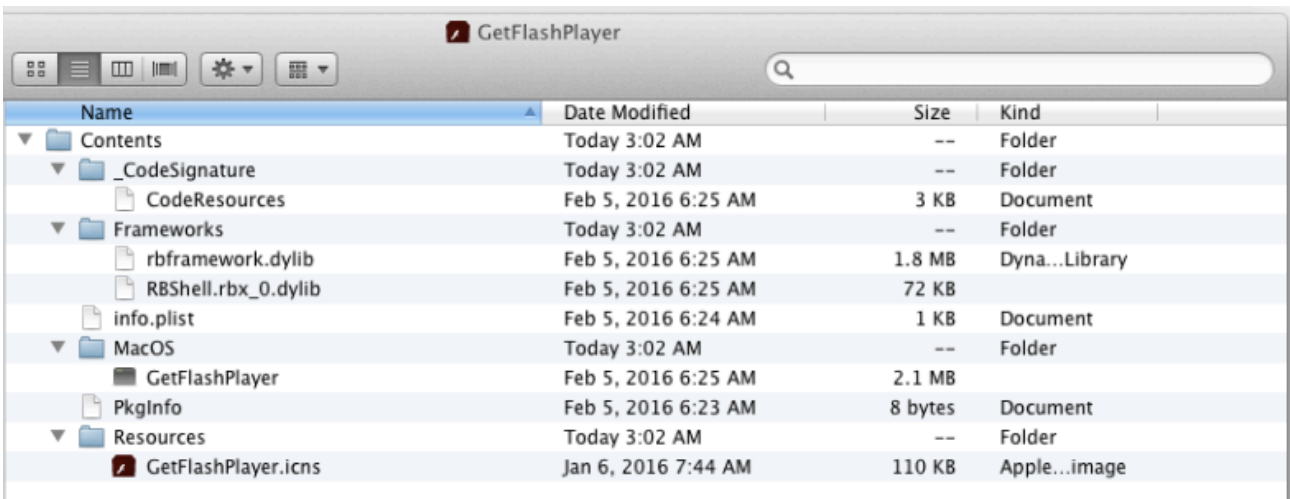 GetFlashPlayer
Name Date Modified Size Kind
Contents Today 3:02 AM -- Folder
_CodeSignature Today 3:02 AM -- Folder
CodeResources Feb 5, 2016 6:25 AM 3 KB Document
Frameworks Today 3:02 AM -- Folder
rbframework.dylib Feb 5, 2016 6:25 AM 1.8 MB Dyna...Library
RBShell.rbx_0.dylib Feb 5, 2016 6:25 AM 72 KB
info.plist Feb 5, 2016 6:24 AM 1 KB Document
MacOS Today 3:02 AM -- Folder
GetFlashPlayer Feb 5, 2016 6:25 AM 2.1 MB
PkgInfo Feb 5, 2016 6:23 AM 8 bytes Document
Resources Today 3:02 AM -- Folder
GetFlashPlayer.icns Jan 6, 2016 7:44 AM 110 KB Apple...image